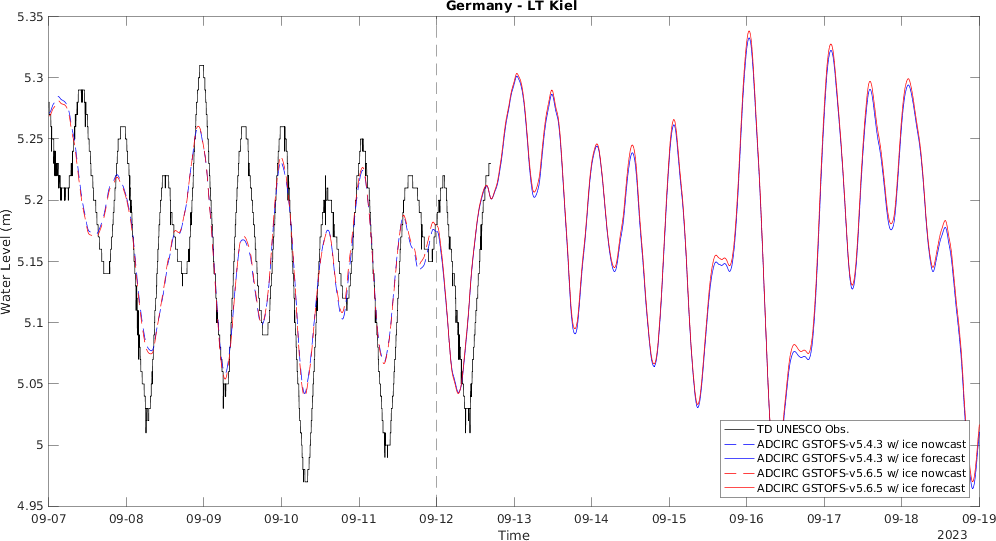 Germany - LT Kiel
5.35
5.3
5.25
5.2
5.15
5.1
5.05
5
4.95
Water Level (m)
TD UNESCO Obs.
ADCIRC GSTOFS-v5.4.3 w/ ice nowcast
ADCIRC GSTOFS-v5.4.3 w/ ice forecast
ADCIRC GSTOFS-v5.6.5 w/ ice nowcast
ADCIRC GSTOFS-v5.6.5 w/ ice forecast
09-07 09-08 09-09 09-10 09-11 09-12 09-13 09-14 09-15 09-16 09-17 09-18 09-19
Time
2023